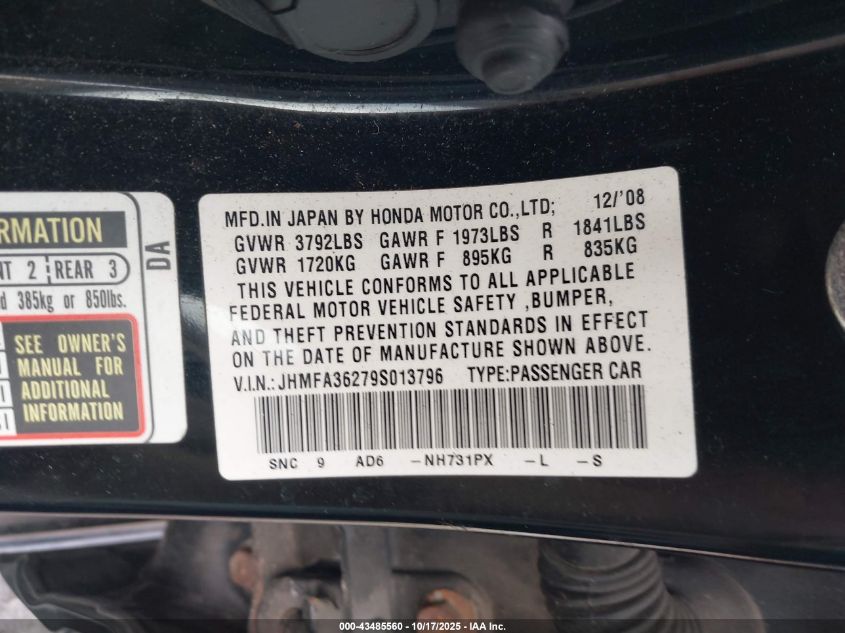 RMATION
NT 2 REAR 3
d 385kg or 850lbs.
SEE OWNER'S
MANUAL FOR
ADDITIONAL
INFORMATION
DA
MFD.IN JAPAN BY HONDA MOTOR CO.,LTD; 12/'08
GVWR 3792LBS GAWR F 1973LBS R 1841LBS
GVWR 1720KG GAWR F 895KG R 835KG
THIS VEHICLE CONFORMS TO ALL APPLICABLE
FEDERAL MOTOR VEHICLE SAFETY ,BUMPER,
AND THEFT PREVENTION STANDARDS IN EFFECT
ON THE DATE OF MANUFACTURE SHOWN ABOVE.
V.I.N.:JHMFA36279S013796 TYPE:PASSENGER CAR
SNC 9 AD6 -NH731PX -L -S
000-43485560 - 10/17/2025 - IAA, Inc.